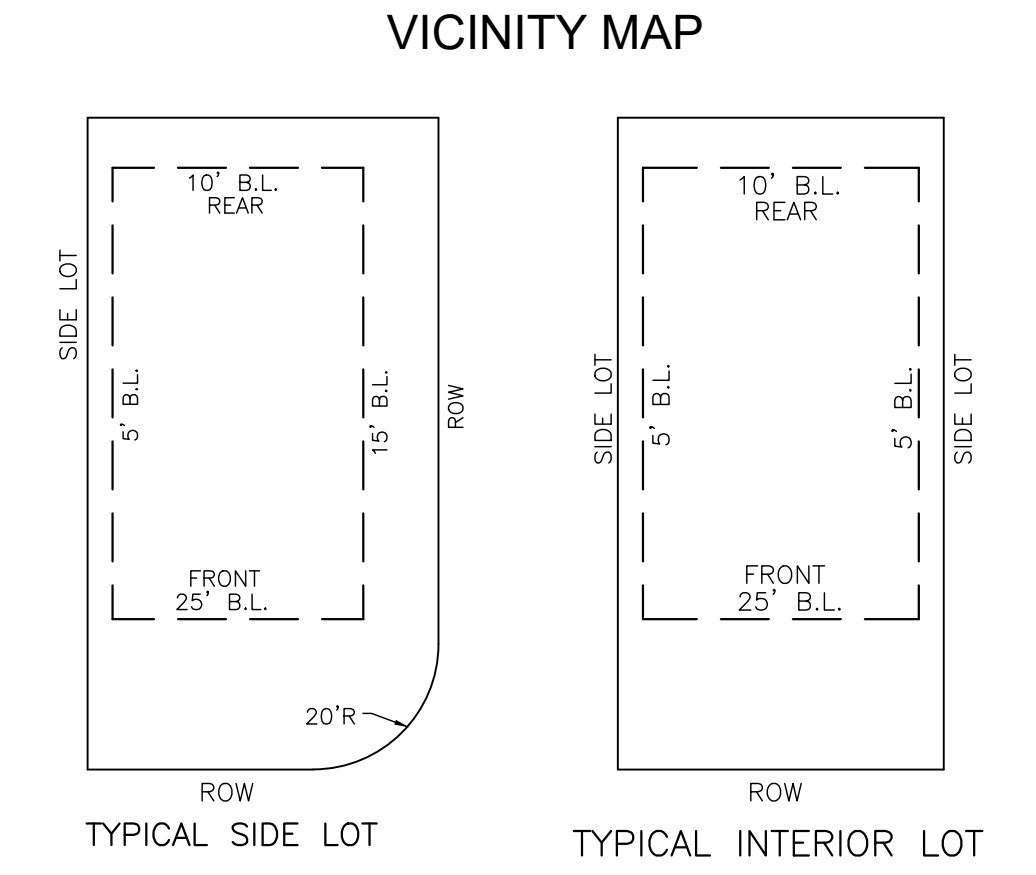 VICINITY MAP
10' B.L.
REAR
SIDE LOT
5' B.L.
15' B.L.
ROW
FRONT
25' B.L.
20'R
ROW
TYPICAL SIDE LOT
10' B.L.
REAR
SIDE LOT
5' B.L.
5' B.L.
SIDE LOT
FRONT
25' B.L.
ROW
TYPICAL INTERIOR LOT